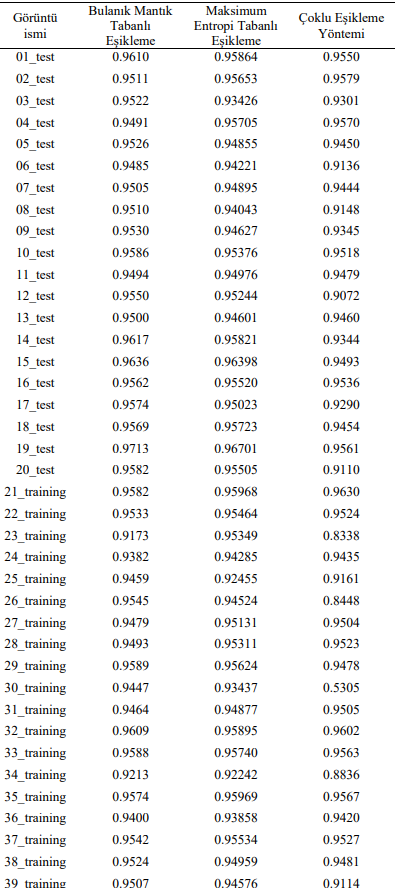 Görüntü ismi Bulanık Mantık Tabanlı Eşikleme Maksimum Entropi Tabanlı Eşikleme Çoklu Eşikleme Yöntemi
01_test 0.9610 0.95864 0.9550
02_test 0.9511 0.95653 0.9579
03_test 0.9522 0.93426 0.9301
04_test 0.9491 0.95705 0.9570
05_test 0.9526 0.94855 0.9450
06_test 0.9485 0.94221 0.9136
07_test 0.9505 0.94895 0.9444
08_test 0.9510 0.94043 0.9148
09_test 0.9530 0.94627 0.9345
10_test 0.9586 0.95376 0.9518
11_test 0.9494 0.94976 0.9479
12_test 0.9550 0.95244 0.9072
13_test 0.9500 0.94601 0.9460
14_test 0.9617 0.95821 0.9344
15_test 0.9636 0.96398 0.9493
16_test 0.9562 0.95520 0.9536
17_test 0.9574 0.95023 0.9290
18_test 0.9569 0.95723 0.9454
19_test 0.9713 0.96701 0.9561
20_test 0.9582 0.95505 0.9110
21_training 0.9582 0.95968 0.9630
22_training 0.9533 0.95464 0.9524
23_training 0.9173 0.95349 0.8338
24_training 0.9382 0.94285 0.9435
25_training 0.9459 0.92455 0.9161
26_training 0.9545 0.94524 0.8448
27_training 0.9479 0.95131 0.9504
28_training 0.9493 0.95311 0.9523
29_training 0.9589 0.95624 0.9478
30_training 0.9447 0.93437 0.5305
31_training 0.9464 0.94877 0.9505
32_training 0.9609 0.95895 0.9602
33_training 0.9588 0.95740 0.9563
34_training 0.9213 0.92242 0.8836
35_training 0.9574 0.95969 0.9567
36_training 0.9400 0.93858 0.9420
37_training 0.9542 0.95534 0.9527
38_training 0.9524 0.94959 0.9481
39_training 0.9507 0.94576 0.9114